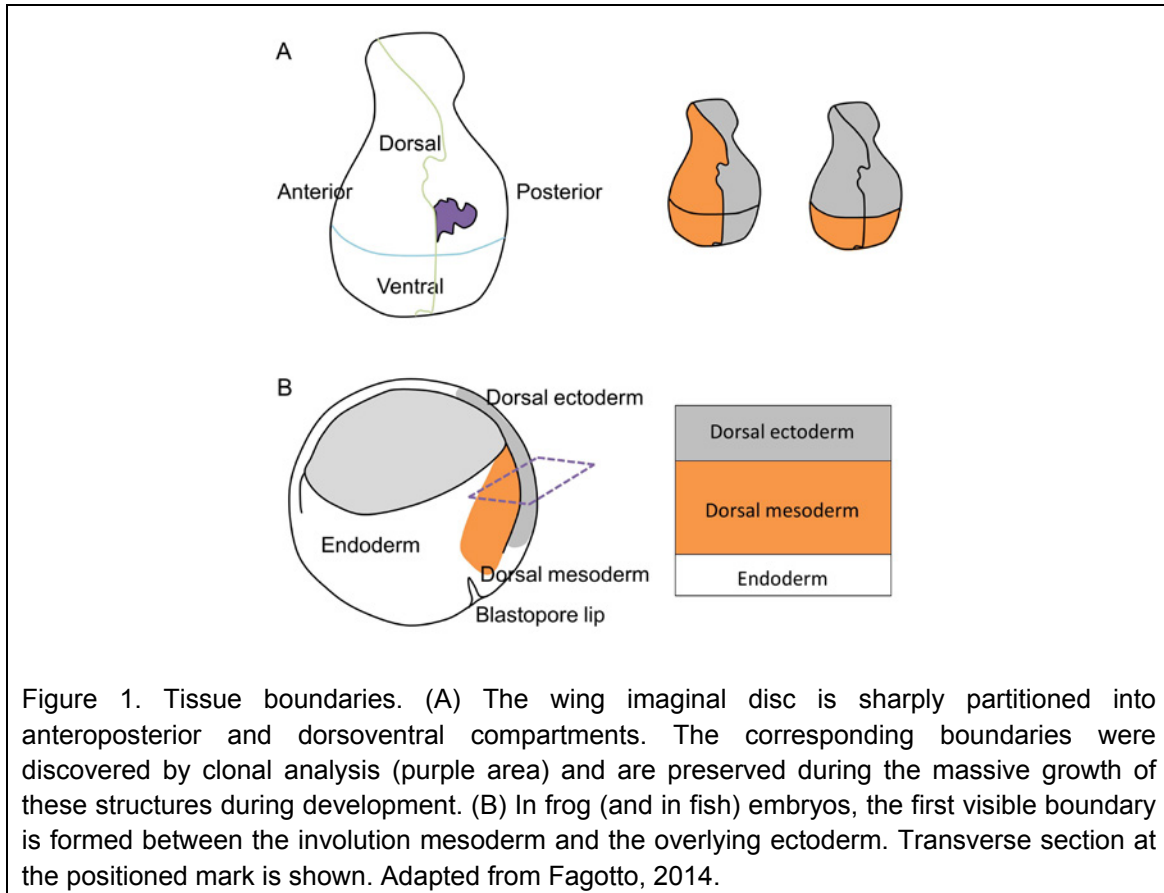 A
Dorsal
Anterior
Posterior
Ventral
B
Dorsal ectoderm
Endoderm
Dorsal mesoderm
Blastopore lip
Dorsal ectoderm
Dorsal mesoderm
Endoderm
Figure 1. Tissue boundaries. (A) The wing imaginal disc is sharply partitioned into
anteroposterior and dorsoventral compartments. The corresponding boundaries were
discovered by clonal analysis (purple area) and are preserved during the massive growth of
these structures during development. (B) In frog (and in fish) embryos, the first visible boundary
is formed between the involution mesoderm and the overlying ectoderm. Transverse section at
the positioned mark is shown. Adapted from Fagotto, 2014.